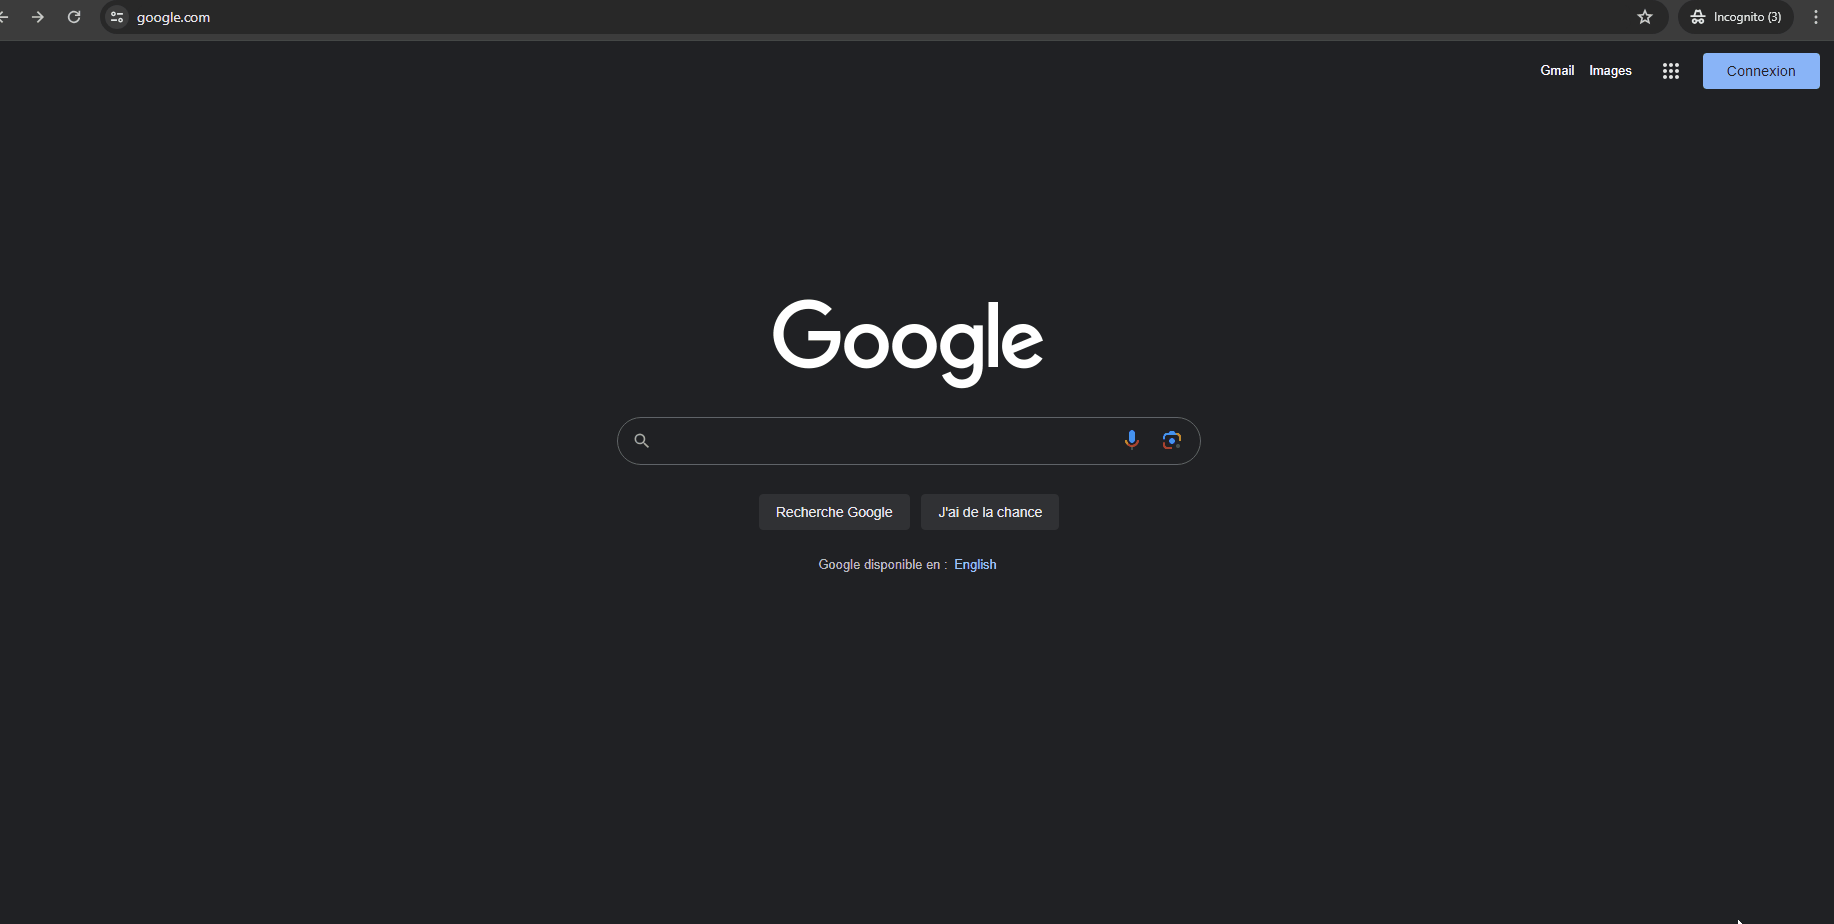 google.com
Incognito (3)
Gmail Images
Connexion
Google
Recherche Google
J'ai de la chance
Google disponible en : English